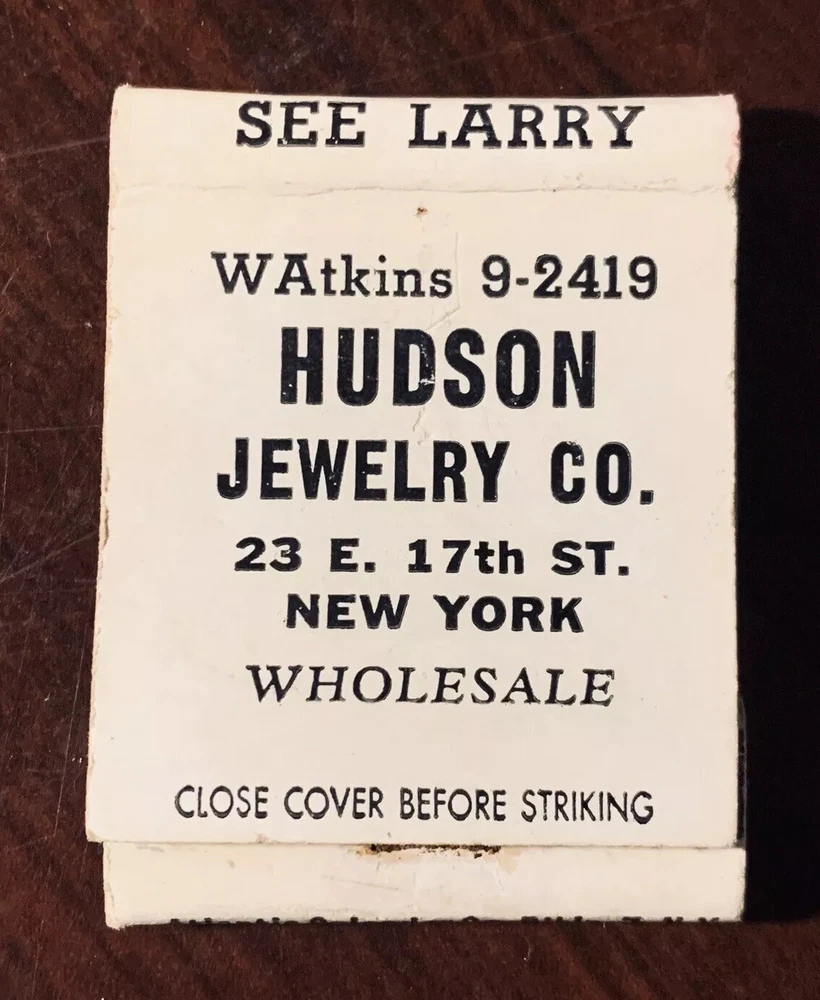 SEE LARRY
WAtkins 9-2419
HUDSON
JEWELRY CO.
23 E. 17th ST.
NEW YORK
WHOLESALE
CLOSE COVER BEFORE STRIKING